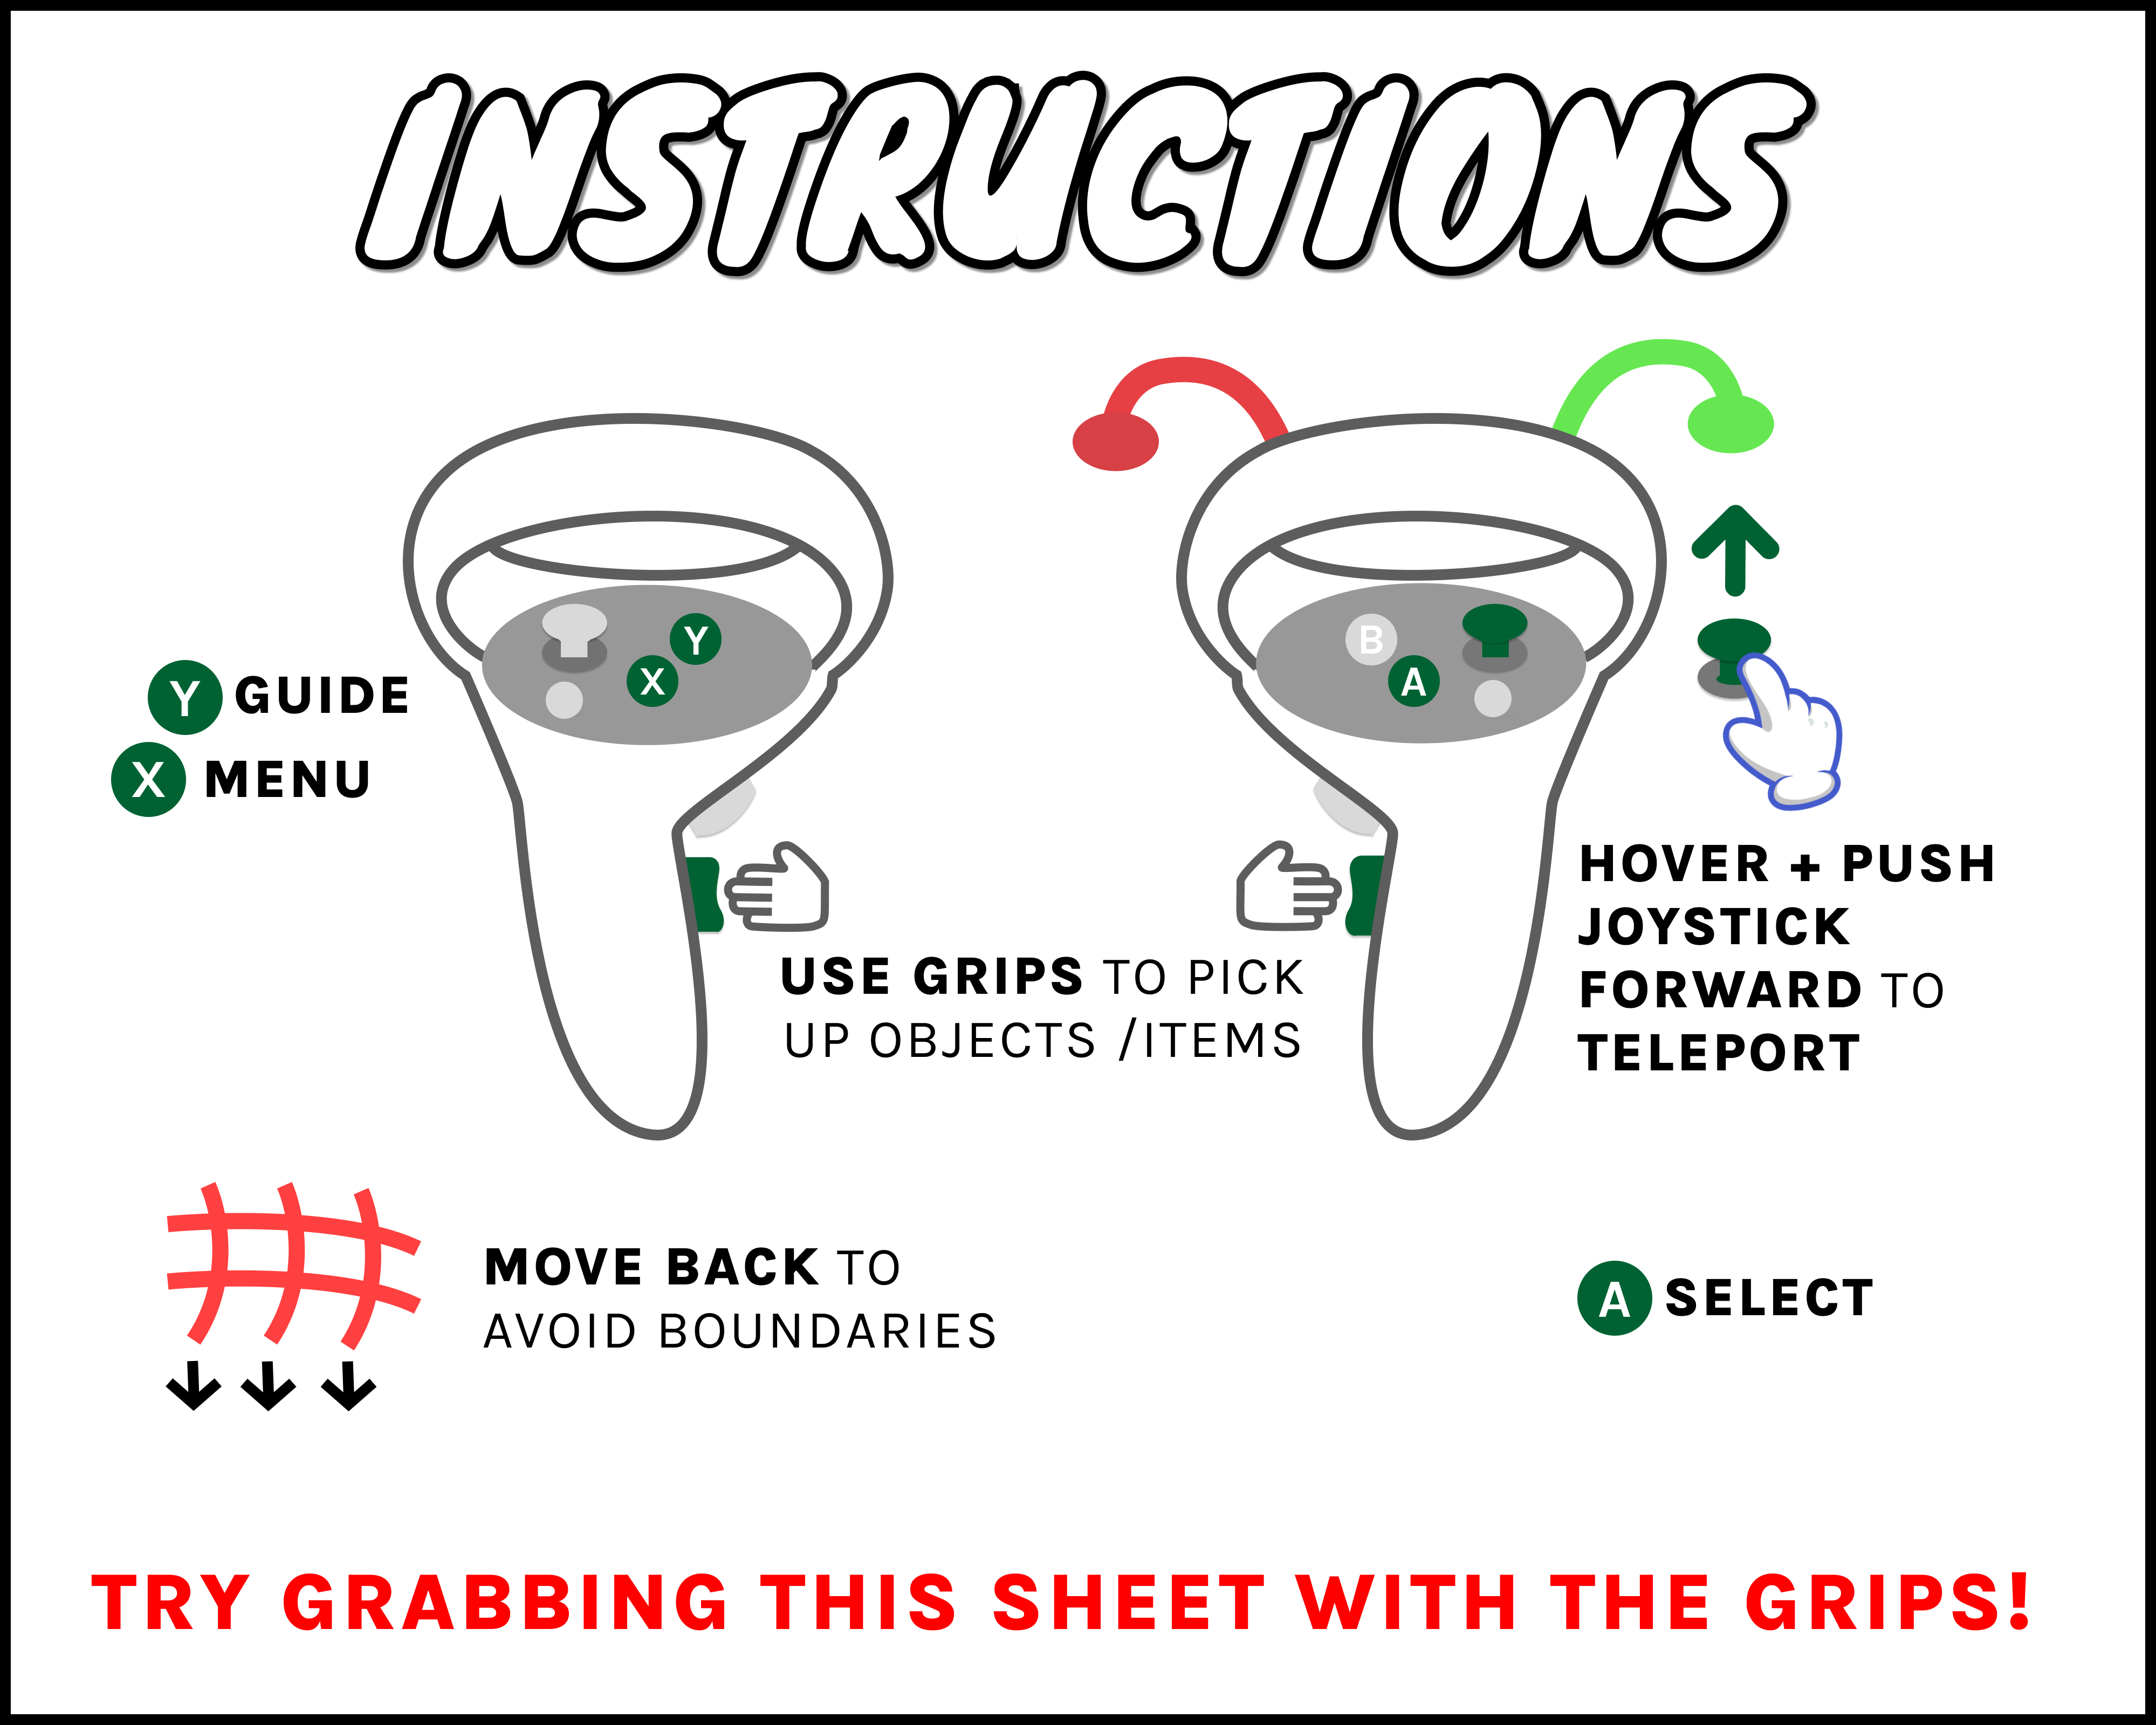 INSTRUCTIONS
Y
X
B
A
Y GUIDE
X MENU
HOVER + PUSH
JOYSTICK
FORWARD TO
TELEPORT
USE GRIPS TO PICK
UP OBJECTS /ITEMS
MOVE BACK TO
AVOID BOUNDARIES
A SELECT
TRY GRABBING THIS SHEET WITH THE GRIPS!